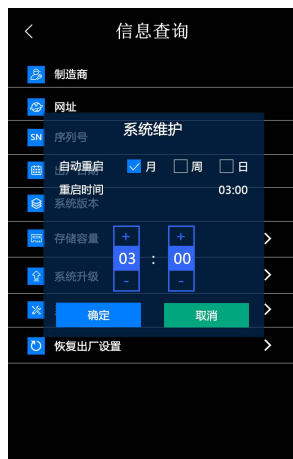 信息查询
制造商
网址
系统维护
SN 序列号
出厂日期
自动重启 月 周 日
重启时间 03:00
系统版本
存储容量
+ +
03 : 00
- -
系统升级
确定 取消
恢复出厂设置